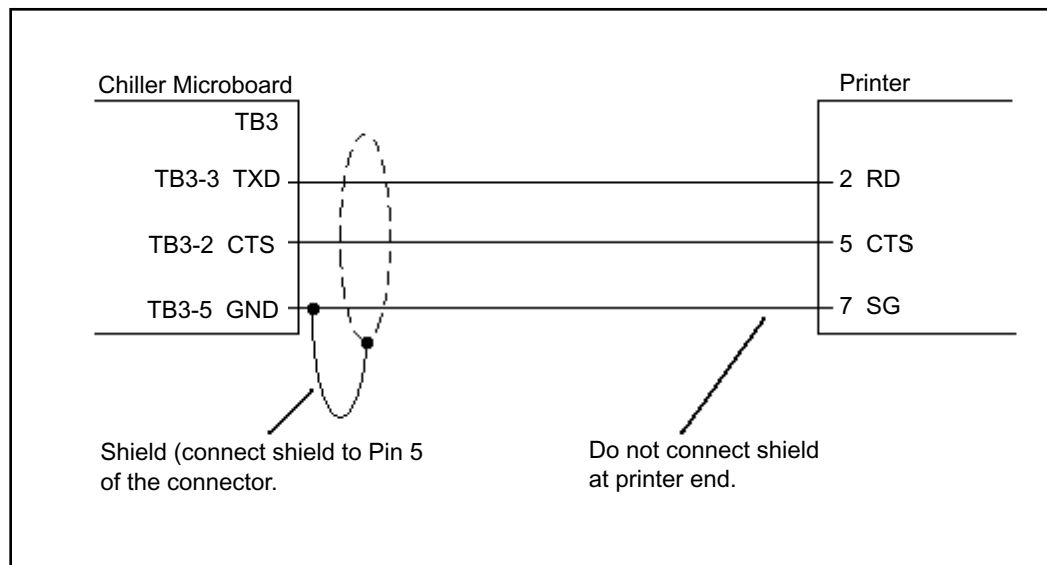 Chiller Microboard
Printer
TB3
TB3-3 TXD
2 RD
TB3-2 CTS
5 CTS
TB3-5 GND
7 SG
Shield (connect shield to Pin 5
of the connector.
Do not connect shield
at printer end.